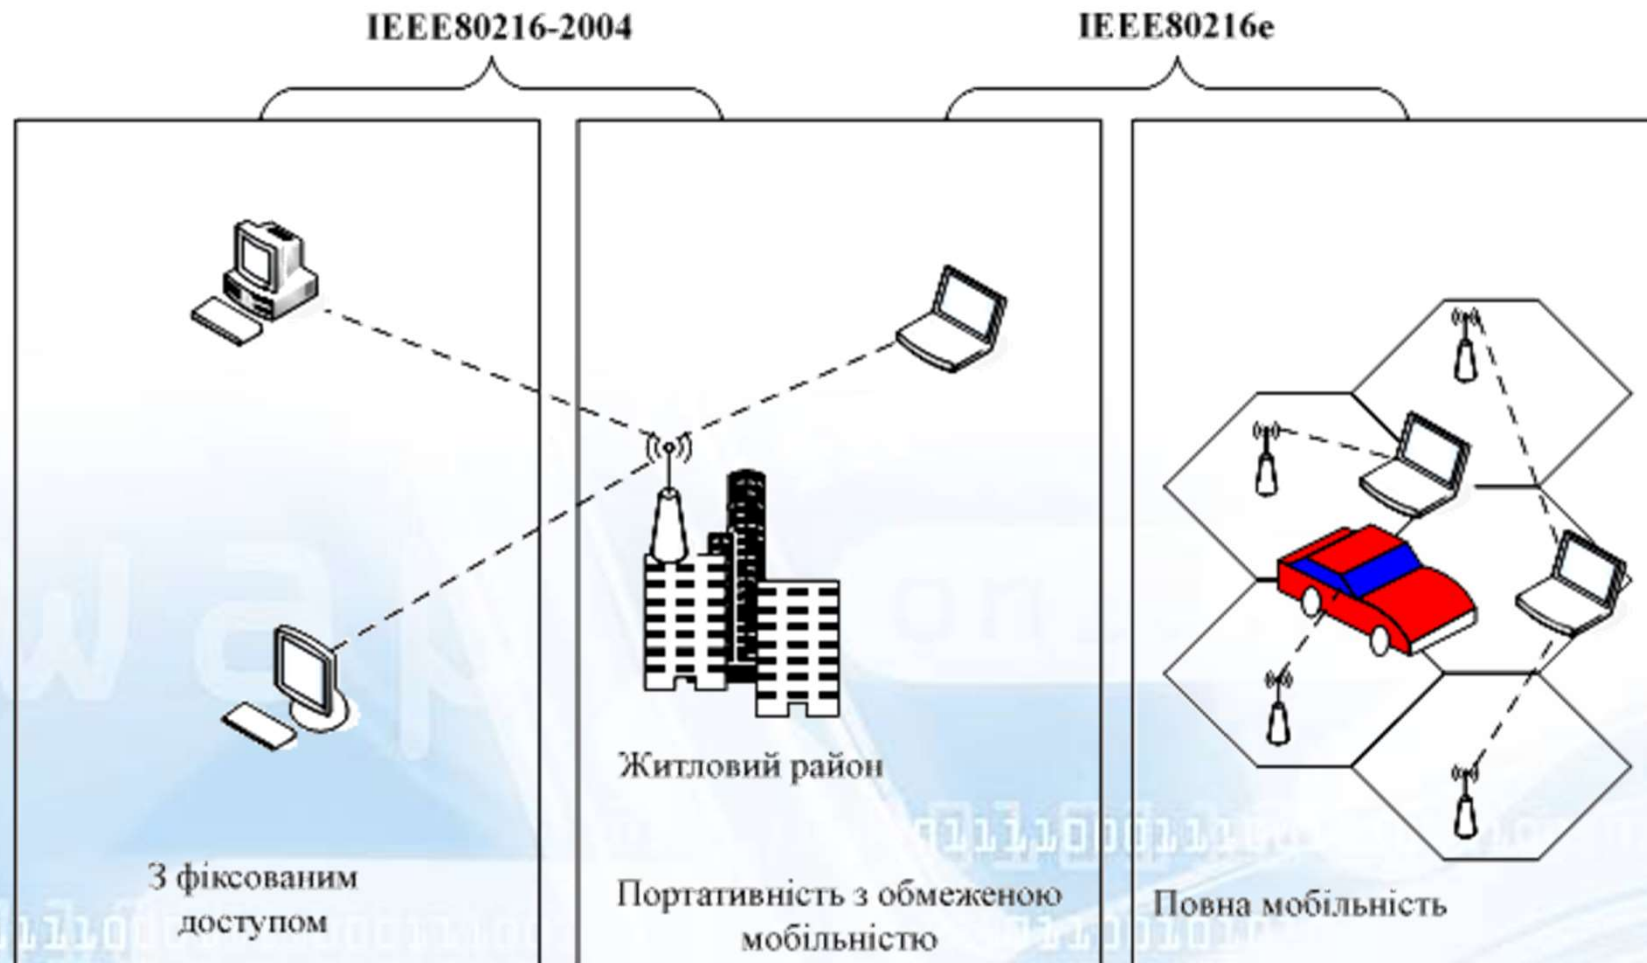 IEEE80216-2004
IEEE80216e
Житловий район
З фіксованим
доступом
Портативність з обмеженою
мобільністю
Повна мобільність